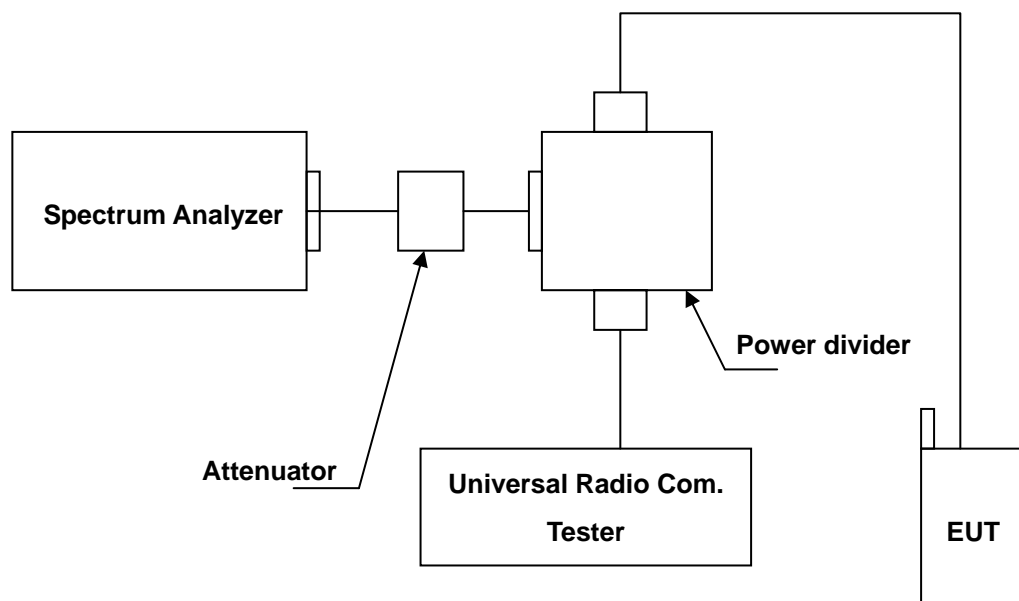 Spectrum Analyzer
Power divider
Attenuator
Universal Radio Com.
Tester
EUT